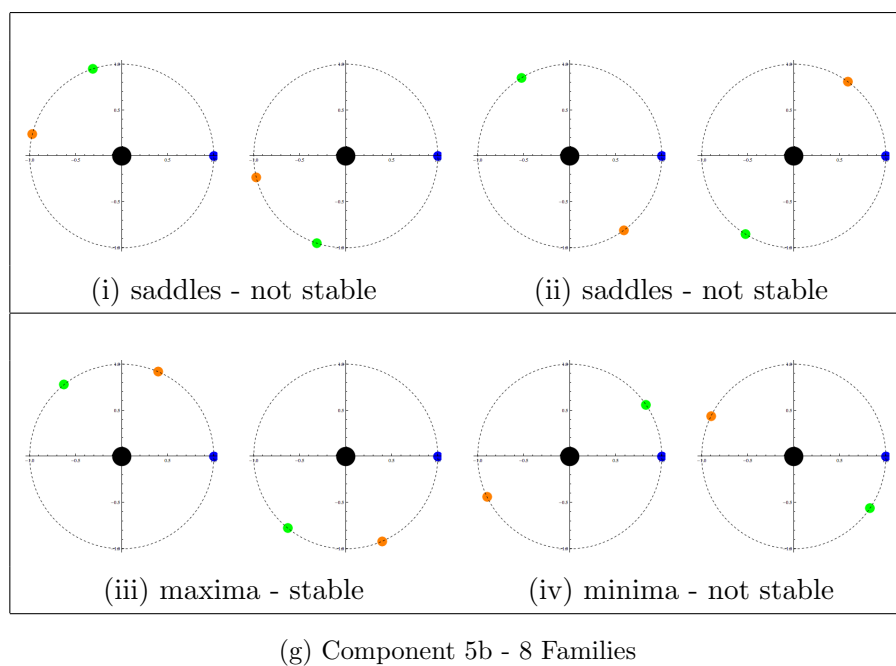 (i) saddles - not stable
(ii) saddles - not stable
(iii) maxima - stable
(iv) minima - not stable
(g) Component 5b - 8 Families